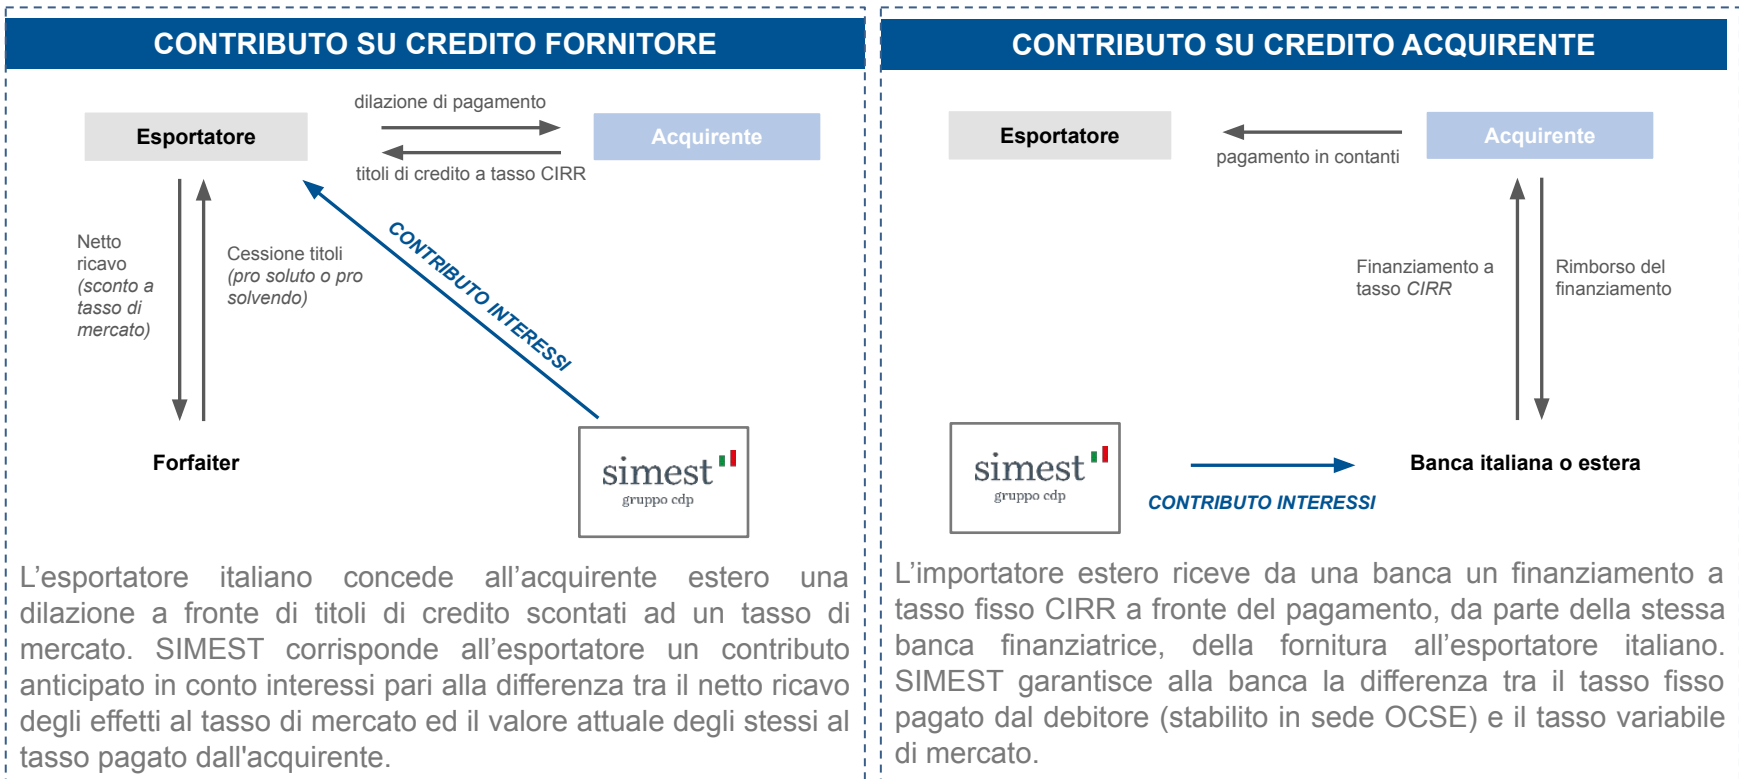 CONTRIBUTO SU CREDITO FORNITORE
dilazione di pagamento
Esportatore
Acquirente
titoli di credito a tasso CIRR
Netto
ricavo
(sconto a
tasso di
mercato)
Cessione titoli
(pro soluto o pro
solvendo)
CONTRIBUTO INTERESSI
Forfaiter
simest
gruppo cdp
L’esportatore italiano concede all’acquirente estero una
dilazione a fronte di titoli di credito scontati ad un tasso di
mercato. SIMEST corrisponde all’esportatore un contributo
anticipato in conto interessi pari alla differenza tra il netto ricavo
degli effetti al tasso di mercato ed il valore attuale degli stessi al
tasso pagato dall'acquirente.
CONTRIBUTO SU CREDITO ACQUIRENTE
Esportatore
Acquirente
pagamento in contanti
Finanziamento a
tasso CIRR
Rimborso del
finanziamento
simest
gruppo cdp
Banca italiana o estera
CONTRIBUTO INTERESSI
L’importatore estero riceve da una banca un finanziamento a
tasso fisso CIRR a fronte del pagamento, da parte della stessa
banca finanziatrice, della fornitura all’esportatore italiano.
SIMEST garantisce alla banca la differenza tra il tasso fisso
pagato dal debitore (stabilito in sede OCSE) e il tasso variabile
di mercato.